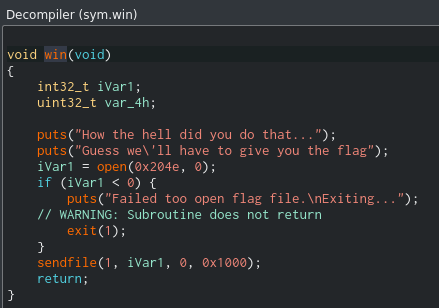 Decompiler (sym.win)
void win(void)
{
    int32_t iVar1;
    uint32_t var_4h;

    puts("How the hell did you do that...");
    puts("Guess we\'ll have to give you the flag");
    iVar1 = open(0x204e, 0);
    if (iVar1 < 0) {
        puts("Failed too open flag file.\nExiting...");
    // WARNING: Subroutine does not return
        exit(1);
    }
    sendfile(1, iVar1, 0, 0x1000);
    return;
}